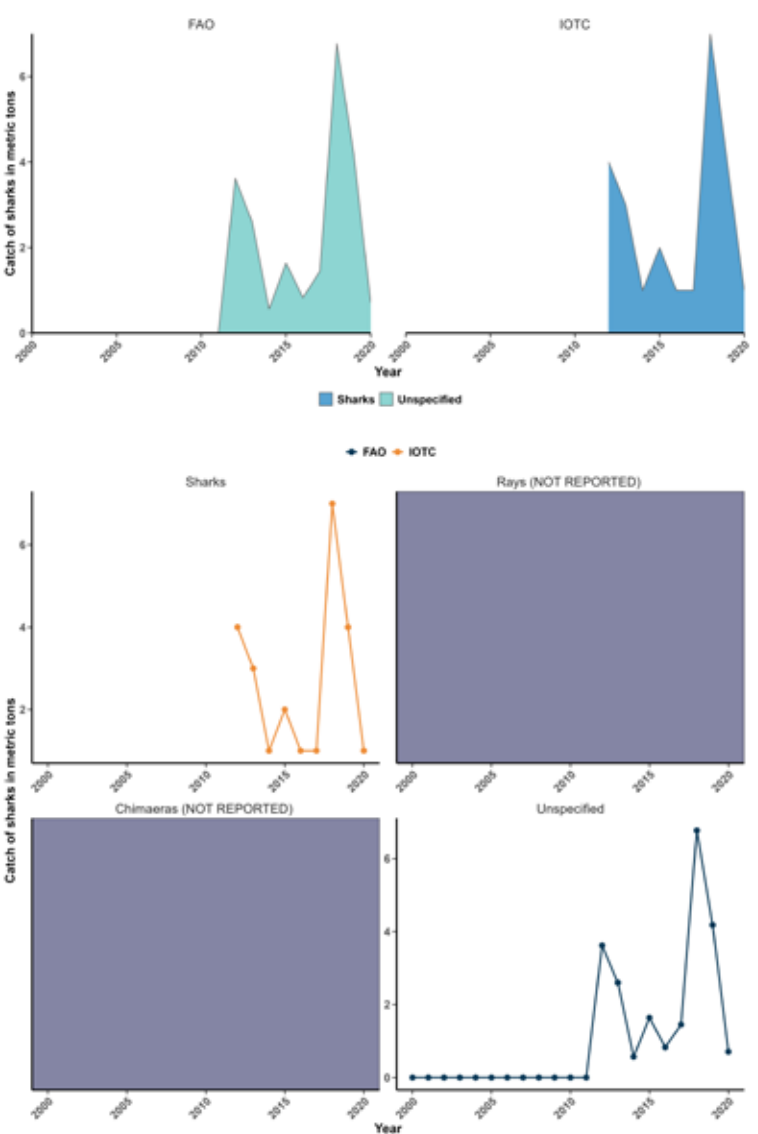 FAO IOTC
Catch of sharks in metric tons
6
4
2
0
2000 2005 2010 2015 2020 2000 2005 2010 2015 2020
Year
Sharks Unspecified
FAO IOTC
Sharks Rays (NOT REPORTED)
Catch of sharks in metric tons
6
4
2
2000 2005 2010 2015 2020 2000 2005 2010 2015 2020
Chimaeras (NOT REPORTED) Unspecified
6
4
2
0
2000 2005 2010 2015 2020 2000 2005 2010 2015 2020
Year